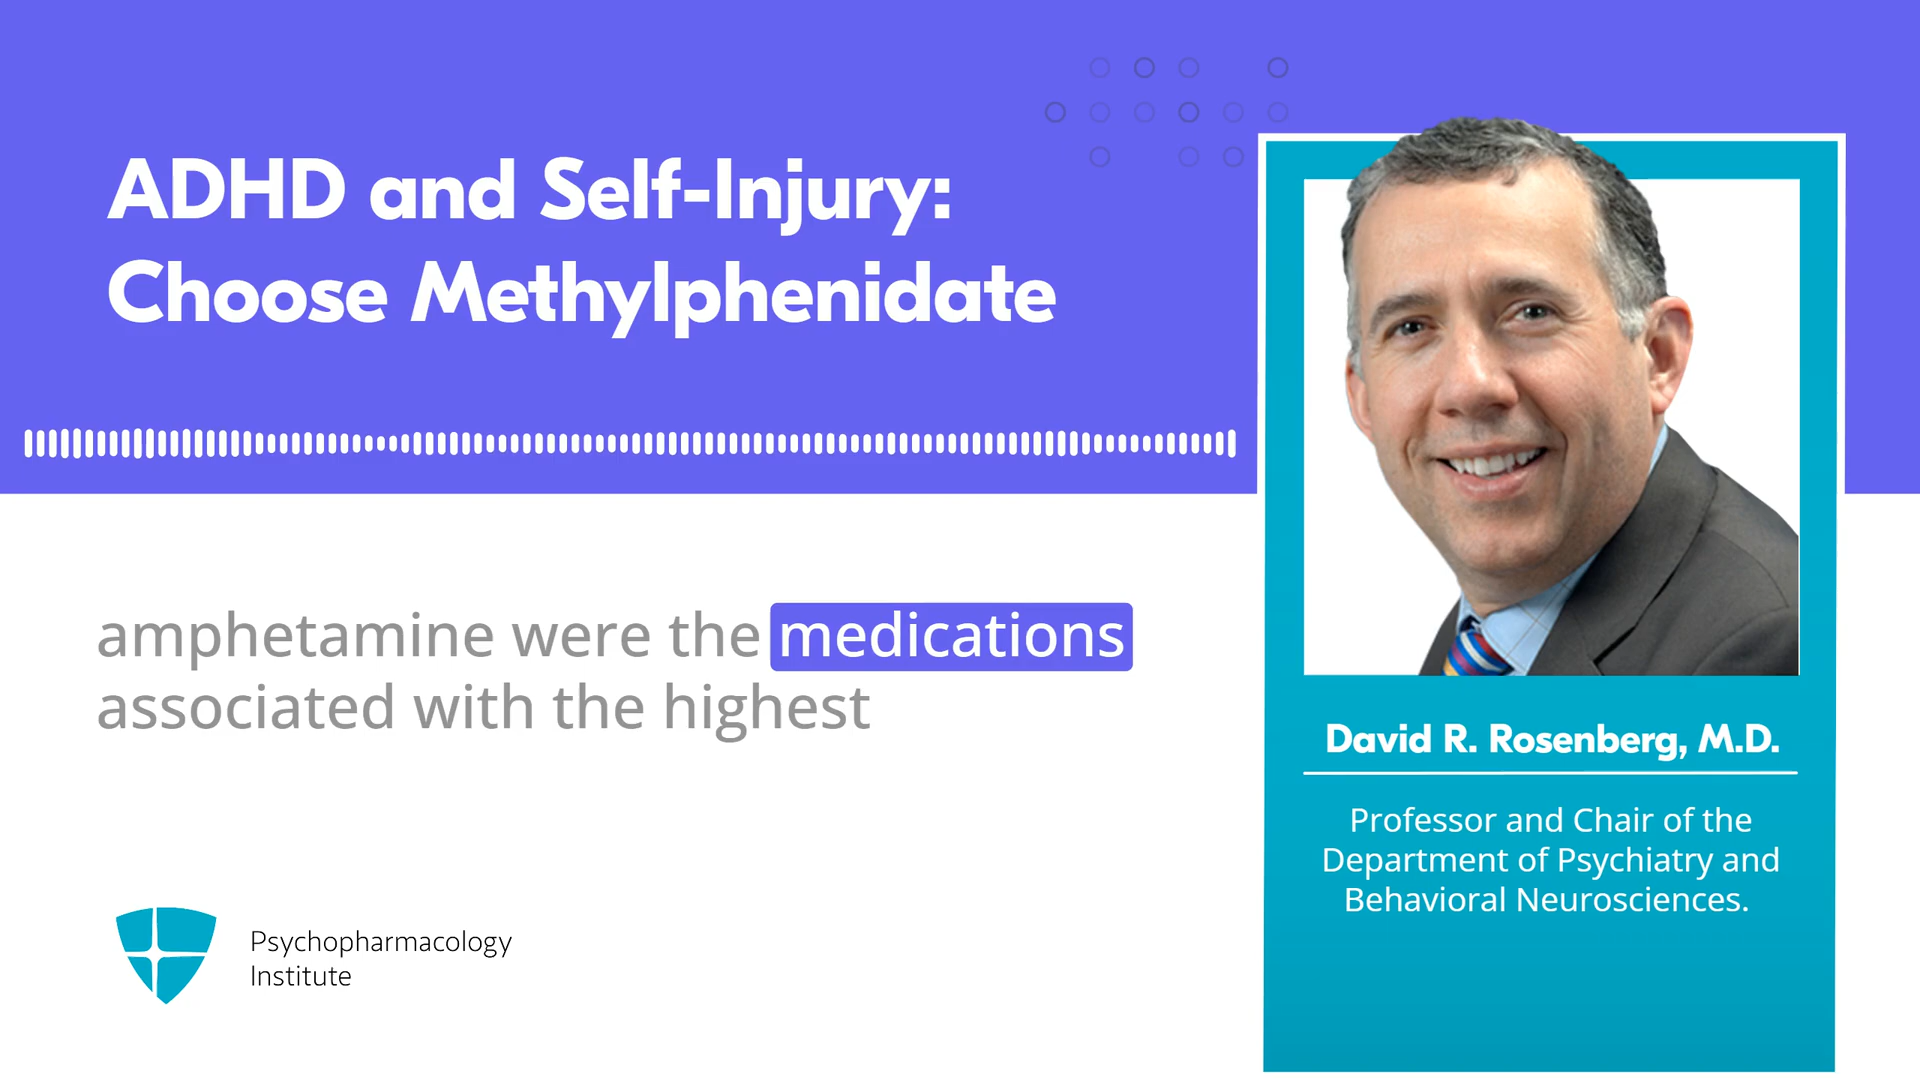 ADHD and Self-Injury:
Choose Methylphenidate
amphetamine were the medications
associated with the highest
David R. Rosenberg, M.D.
Professor and Chair of the
Department of Psychiatry and
Behavioral Neurosciences.
Psychopharmacology
Institute